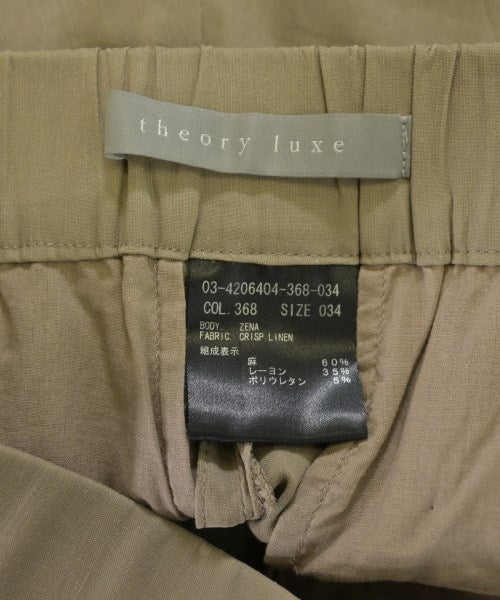 theory luxe
03-4206404-368-034
COL.368 SIZE 034
BODY. ZENA
FABRIC CRISP LINEN
組成表示
麻 60%
レーヨン 35%
ポリウレタン 5%